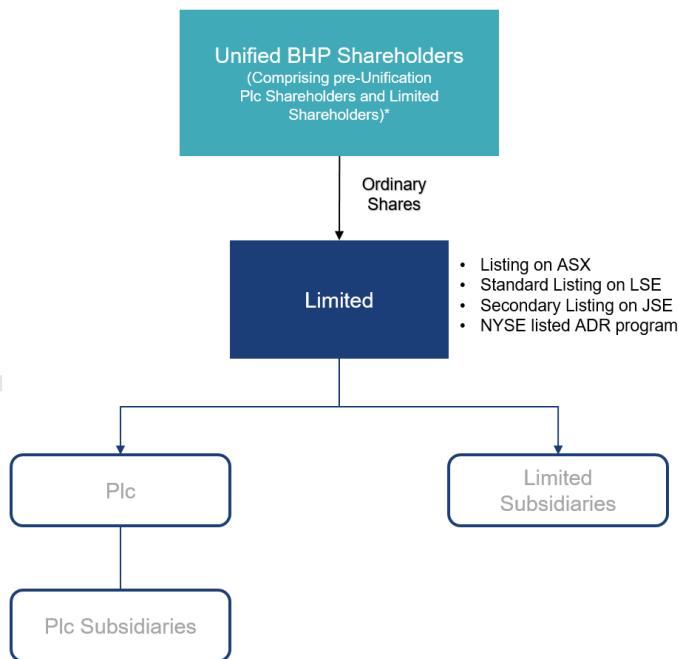 Unified BHP Shareholders
(Comprising pre-Unification
Plc Shareholders and Limited
Shareholders)*
Ordinary
Shares
Limited
• Listing on ASX
• Standard Listing on LSE
• Secondary Listing on JSE
• NYSE listed ADR program
Plc
Limited
Subsidiaries
Plc Subsidiaries